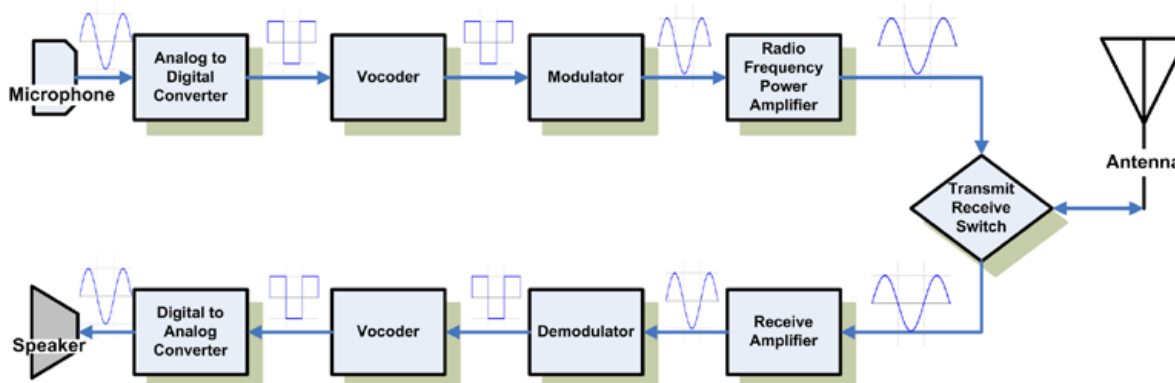 Microphone
Analog to
Digital
Converter
Vocoder
Modulator
Radio
Frequency
Power
Amplifier
Antenna
Transmit
Receive
Switch
Speaker
Digital to
Analog
Converter
Vocoder
Demodulator
Receive
Amplifier